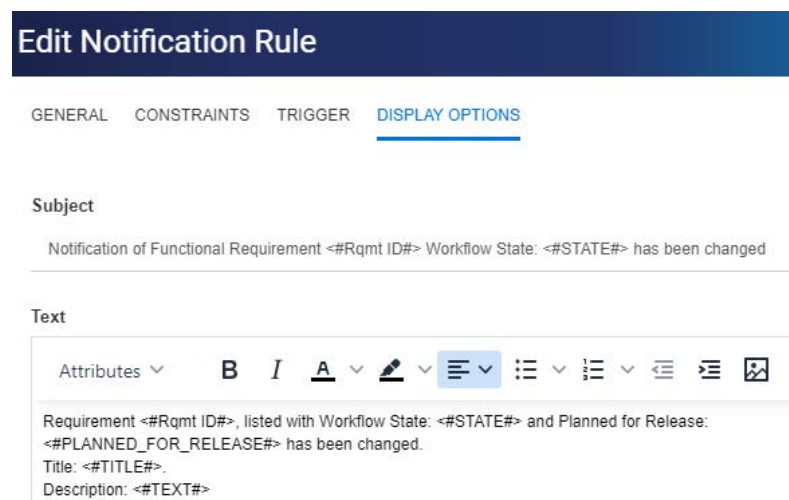 Edit Notification Rule
GENERAL CONSTRAINTS TRIGGER DISPLAY OPTIONS
Subject
Notification of Functional Requirement <#Rqmt ID#> Workflow State: <#STATE#> has been changed
Text
Attributes B I A
Requirement <#Rqmt ID#>, listed with Workflow State: <#STATE#> and Planned for Release:
<#PLANNED_FOR_RELEASE#> has been changed.
Title: <#TITLE#>.
Description: <#TEXT#>